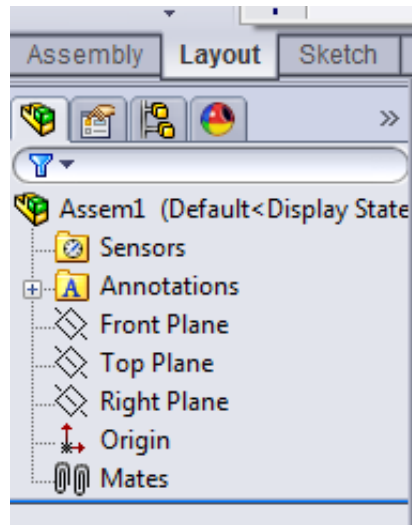 Assembly Layout Sketch
»
Assem1 (Default<Display State
Sensors
A Annotations
Front Plane
Top Plane
Right Plane
Origin
Mates